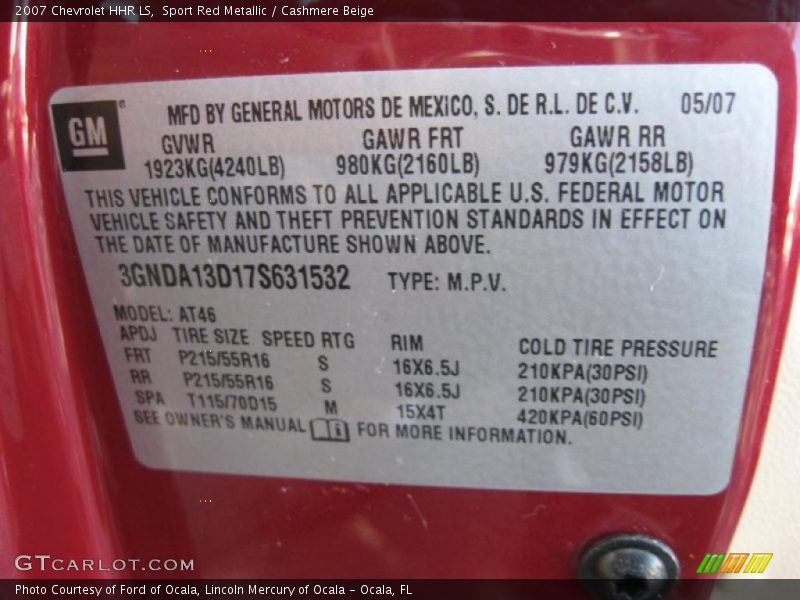 2007 Chevrolet HHR LS, Sport Red Metallic / Cashmere Beige
GM ®
MFD BY GENERAL MOTORS DE MEXICO, S. DE R.L. DE C.V. 05/07
GVWR GAWR FRT GAWR RR
1923KG(4240LB) 980KG(2160LB) 979KG(2158LB)
THIS VEHICLE CONFORMS TO ALL APPLICABLE U.S. FEDERAL MOTOR
VEHICLE SAFETY AND THEFT PREVENTION STANDARDS IN EFFECT ON
THE DATE OF MANUFACTURE SHOWN ABOVE.
3GNDA13D17S631532 TYPE: M.P.V.
MODEL: AT46
APDJ TIRE SIZE SPEED RTG RIM COLD TIRE PRESSURE
FRT P215/55R16 S 16X6.5J 210KPA(30PSI)
RR P215/55R16 S 16X6.5J 210KPA(30PSI)
SPA T115/70D15 M 15X4T 420KPA(60PSI)
SEE OWNER'S MANUAL i FOR MORE INFORMATION.
GTCARLOT.COM
Photo Courtesy of Ford of Ocala, Lincoln Mercury of Ocala - Ocala, FL